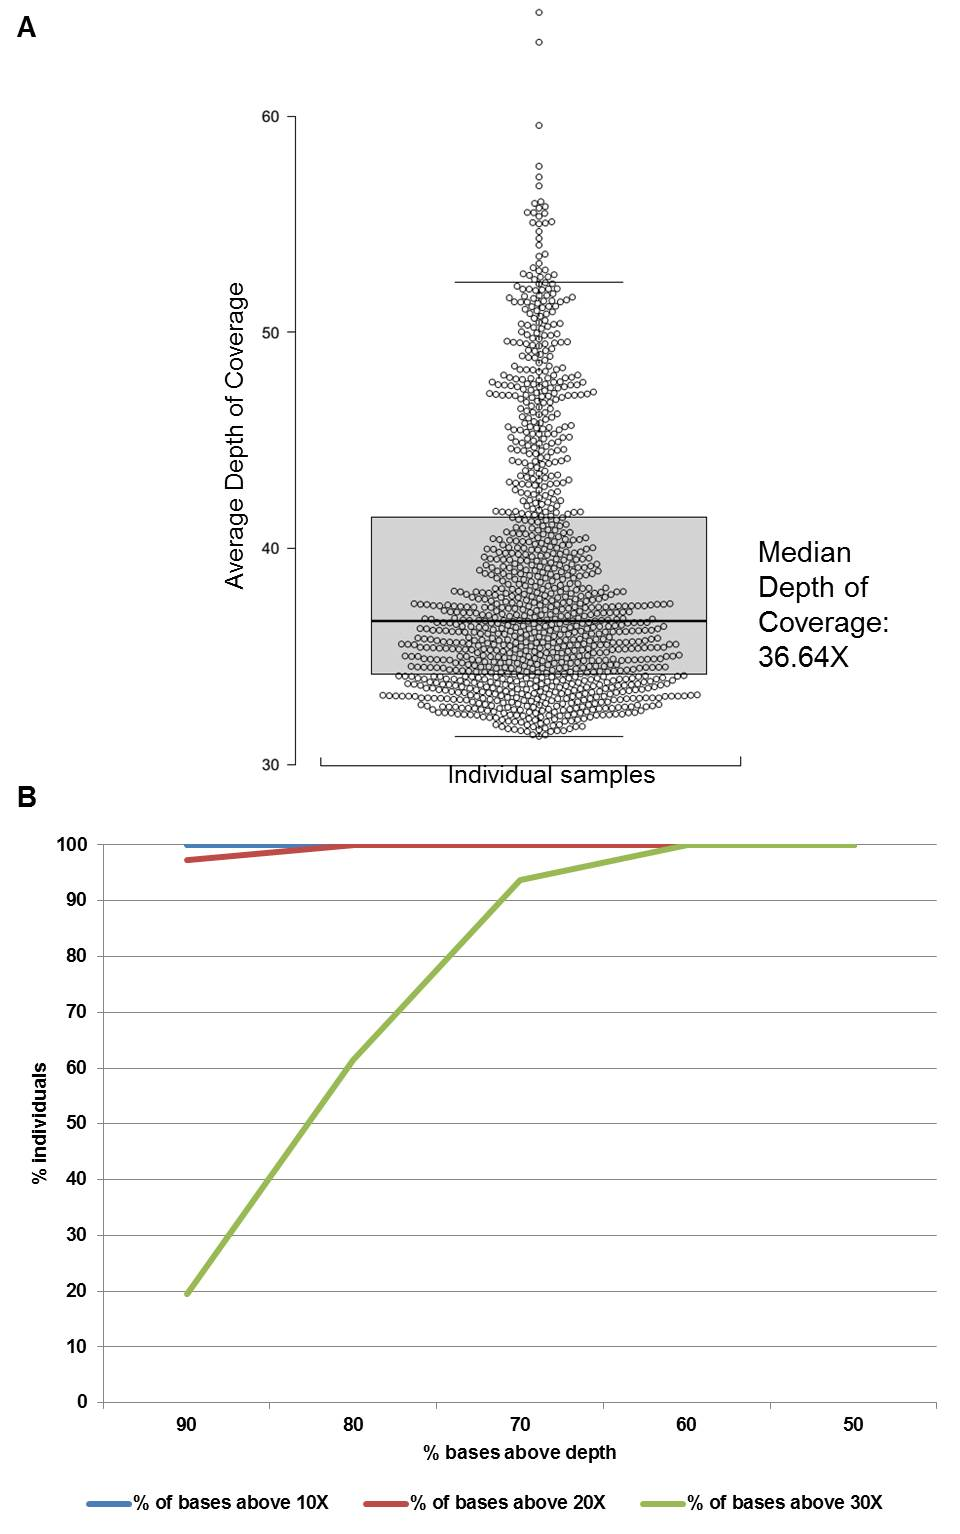 A
60
50
40
30
Average Depth of Coverage
Median
Depth of
Coverage:
36.64X
Individual samples
B
100
90
80
70
60
50
40
30
20
10
0
% individuals
90 80 70 60 50
% bases above depth
% of bases above 10X % of bases above 20X % of bases above 30X